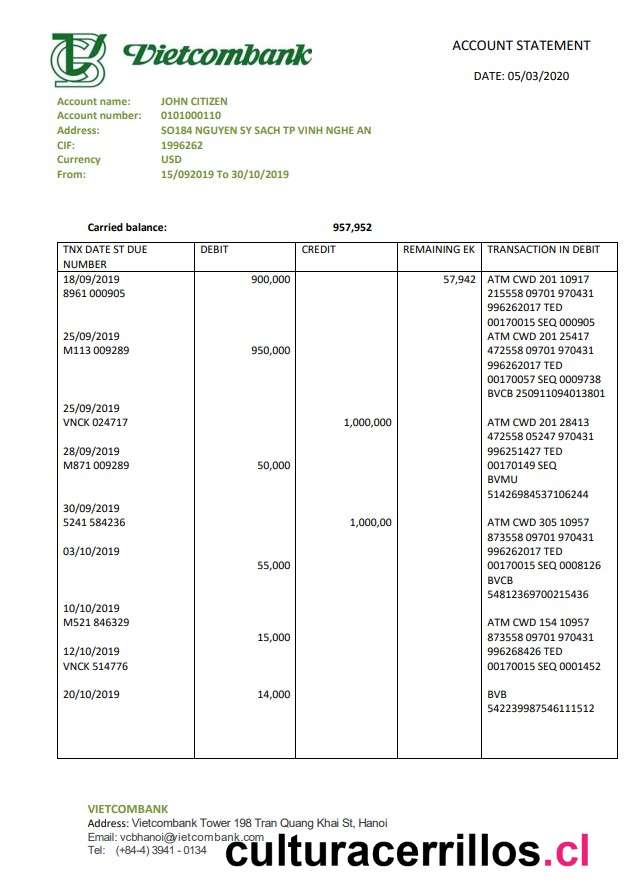 Vietcombank
ACCOUNT STATEMENT
DATE: 05/03/2020
Account name: JOHN CITIZEN
Account number: 0101000110
Address: SO184 NGUYEN SY SACH TP VINH NGHE AN
CIF: 1996262
Currency USD
From: 15/092019 To 30/10/2019
Carried balance: 957,952
TNX DATE ST DUE DEBIT CREDIT REMAINING EK TRANSACTION IN DEBIT
NUMBER
18/09/2019 900,000 57,942 ATM CWD 201 10917
8961 000905 215558 09701 970431
996262017 TED
00170015 SEQ 000905
25/09/2019 ATM CWD 201 25417
M113 009289 950,000 472558 09701 970431
996262017 TED
00170057 SEQ 0009738
BVCB 250911094013801
25/09/2019
VNCK 024717 1,000,000 ATM CWD 201 28413
472558 05247 970431
28/09/2019 996251427 TED
M871 009289 50,000 00170149 SEQ
BVMU
51426984537106244
30/09/2019
5241 584236 1,000,00 ATM CWD 305 10957
873558 09701 970431
03/10/2019 996262017 TED
55,000 00170015 SEQ 0008126
BVCB
54812369700215436
10/10/2019
M521 846329 ATM CWD 154 10957
15,000 873558 09701 970431
12/10/2019 996268426 TED
VNCK 514776 00170015 SEQ 0001452
20/10/2019 14,000 BVB
542239987546111512
VIETCOMBANK
Address: Vietcombank Tower 198 Tran Quang Khai St, Hanoi
Email: vcbhanoi@vietcombank.com
Tel: (+84-4) 3941 - 0134
culturacerrillos.cl